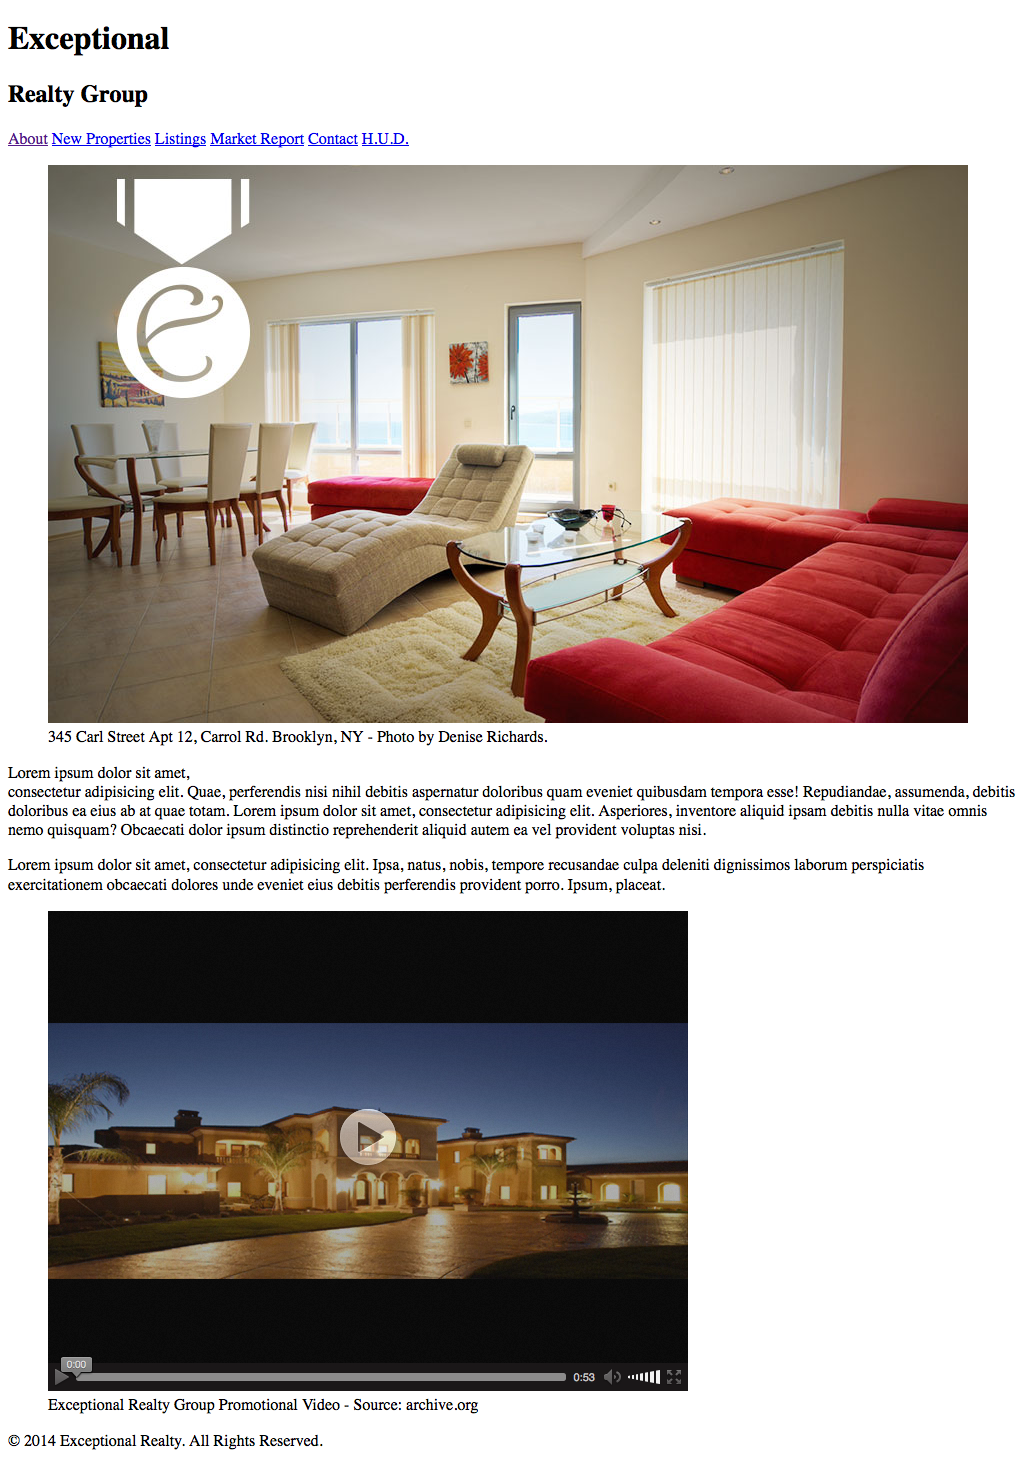 Exceptional
Realty Group
About New Properties Listings Market Report Contact H.U.D.
e
345 Carl Street Apt 12, Carrol Rd. Brooklyn, NY - Photo by Denise Richards.
Lorem ipsum dolor sit amet,
consectetur adipisicing elit. Quae, perferendis nisi nihil debitis aspernatur doloribus quam eveniet quibusdam tempora esse! Repudiandae, assumenda, debitis
doloribus ea eius ab at quae totam. Lorem ipsum dolor sit amet, consectetur adipisicing elit. Asperiores, inventore aliquid ipsam debitis nulla vitae omnis
nemo quisquam? Obcaecati dolor ipsum distinctio reprehenderit aliquid autem ea vel provident voluptas nisi.
Lorem ipsum dolor sit amet, consectetur adipisicing elit. Ipsa, natus, nobis, tempore recusandae culpa deleniti dignissimos laborum perspiciatis
exercitationem obcaecati dolores unde eveniet eius debitis perferendis provident porro. Ipsum, placeat.
0:00
0:53
Exceptional Realty Group Promotional Video - Source: archive.org
© 2014 Exceptional Realty. All Rights Reserved.